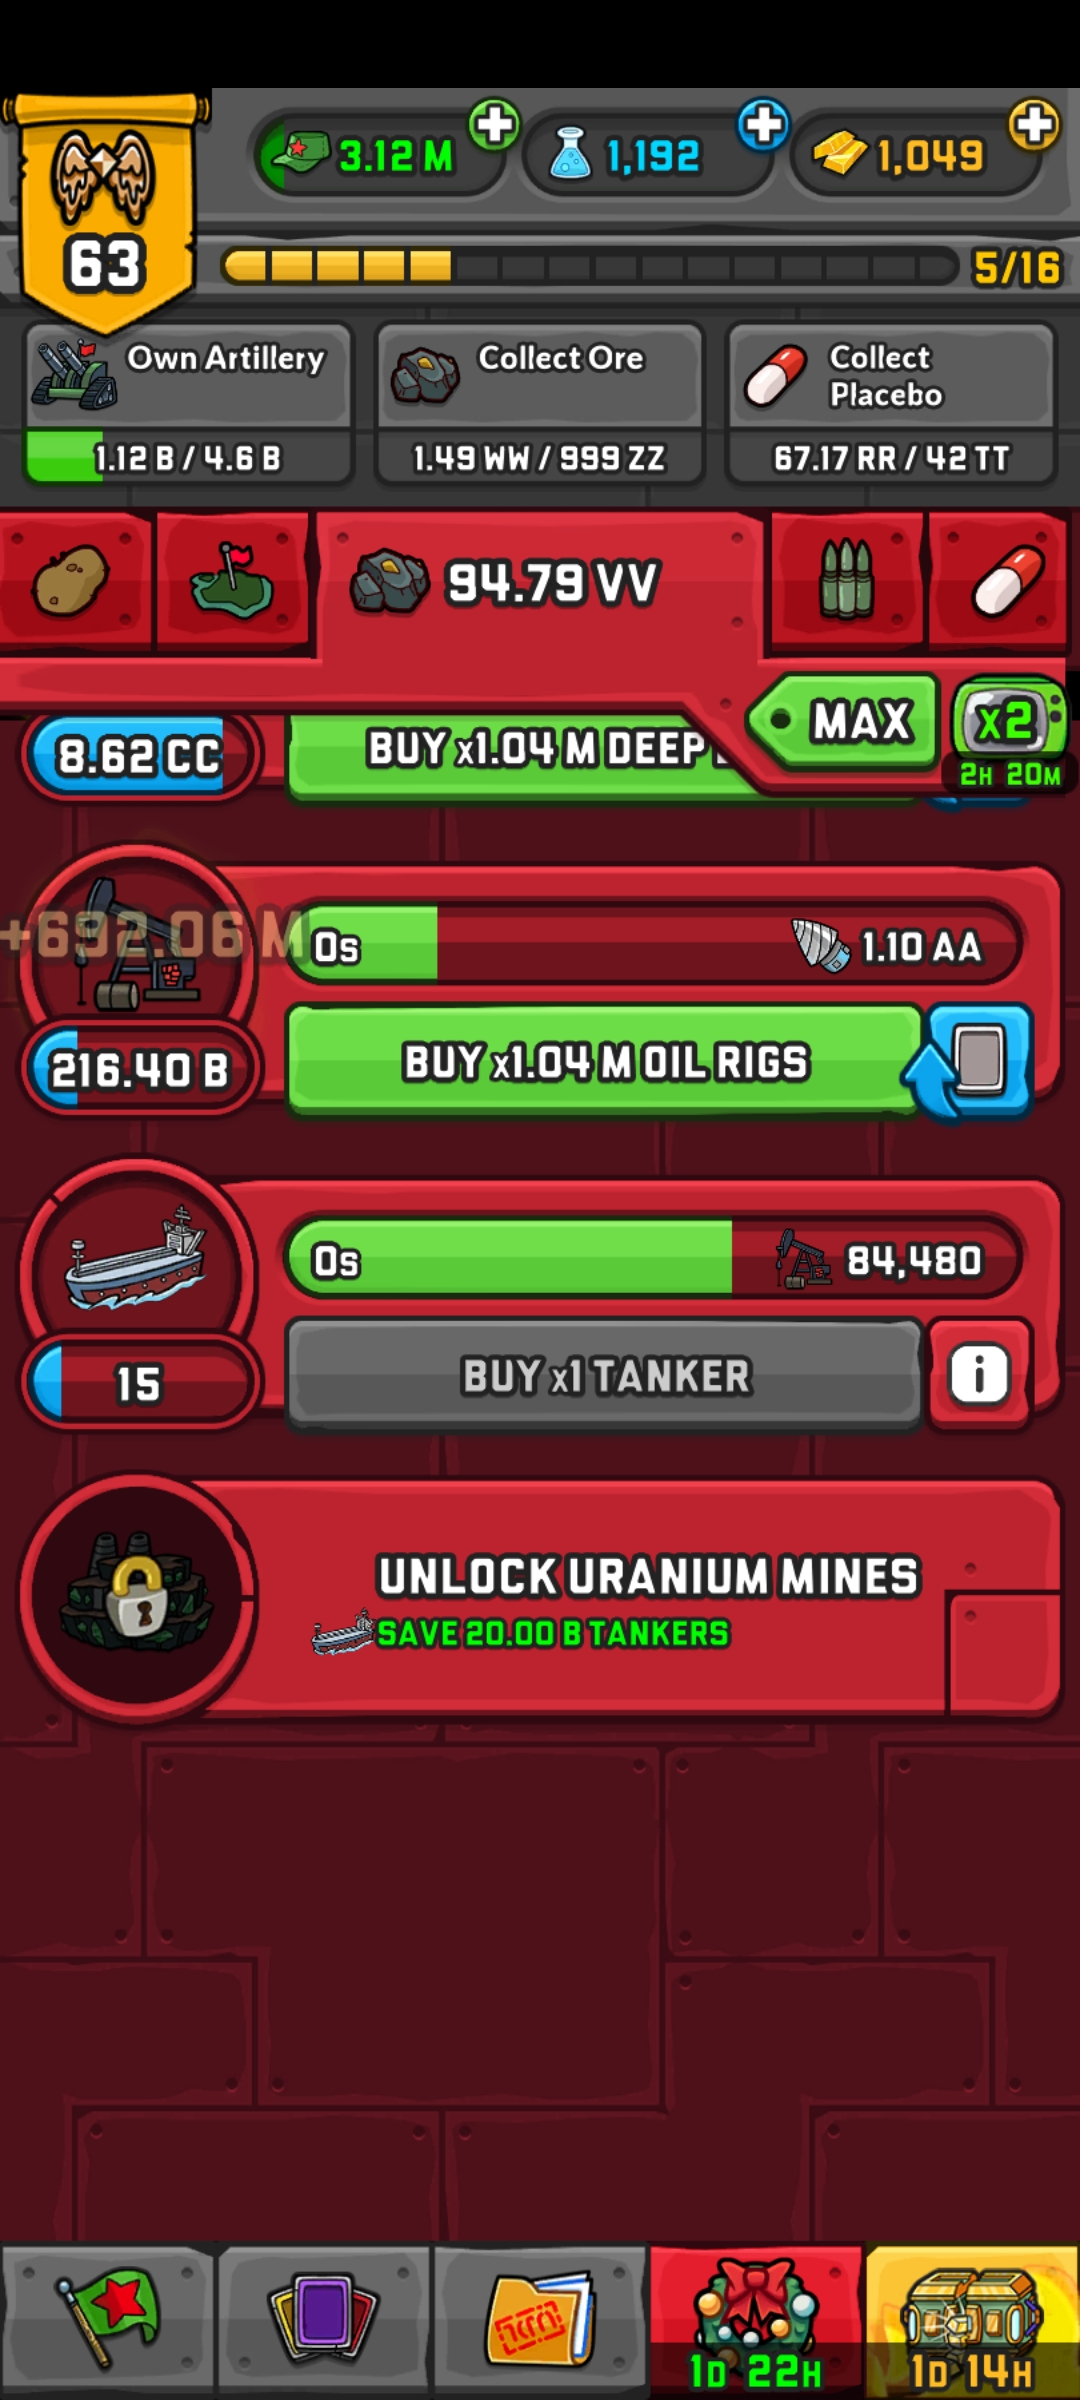 3.12 M
1,192
1,049
63
5/16
Own Artillery
1.12 B / 4.6 B
Collect Ore
1.49 WW / 999 ZZ
Collect
Placebo
67.17 RR / 42 TT
94.79 VV
MAX
x2
2H 20M
8.62 CC
BUY x1.04 M DEEP
+692.06 M
0s
1.10 AA
216.40 B
BUY x1.04 M OIL RIGS
0s
84,480
15
BUY x1 TANKER
i
UNLOCK URANIUM MINES
SAVE 20.00 B TANKERS
1D 22H
1D 14H